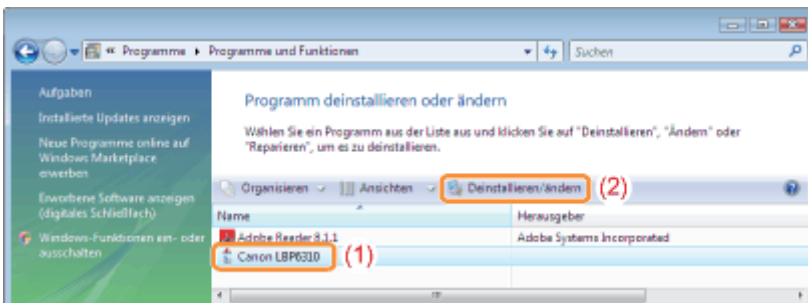 « Programme ▸ Programme und Funktionen
Suchen
Aufgaben
Installierte Updates anzeigen
Neue Programme online auf
Windows Marketplace
erwerben
Erworbene Software anzeigen
(digitales Schließfach)
Windows-Funktionen ein- oder
ausschalten
Programm deinstallieren oder ändern
Wählen Sie ein Programm aus der Liste aus und klicken Sie auf "Deinstallieren", "Ändern" oder
"Reparieren", um es zu deinstallieren.
Organisieren Ansichten Deinstallieren/ändern (2)
Name Herausgeber
Adobe Reader 8.1.1 Adobe Systems Incorporated
Canon LBP6310 (1)